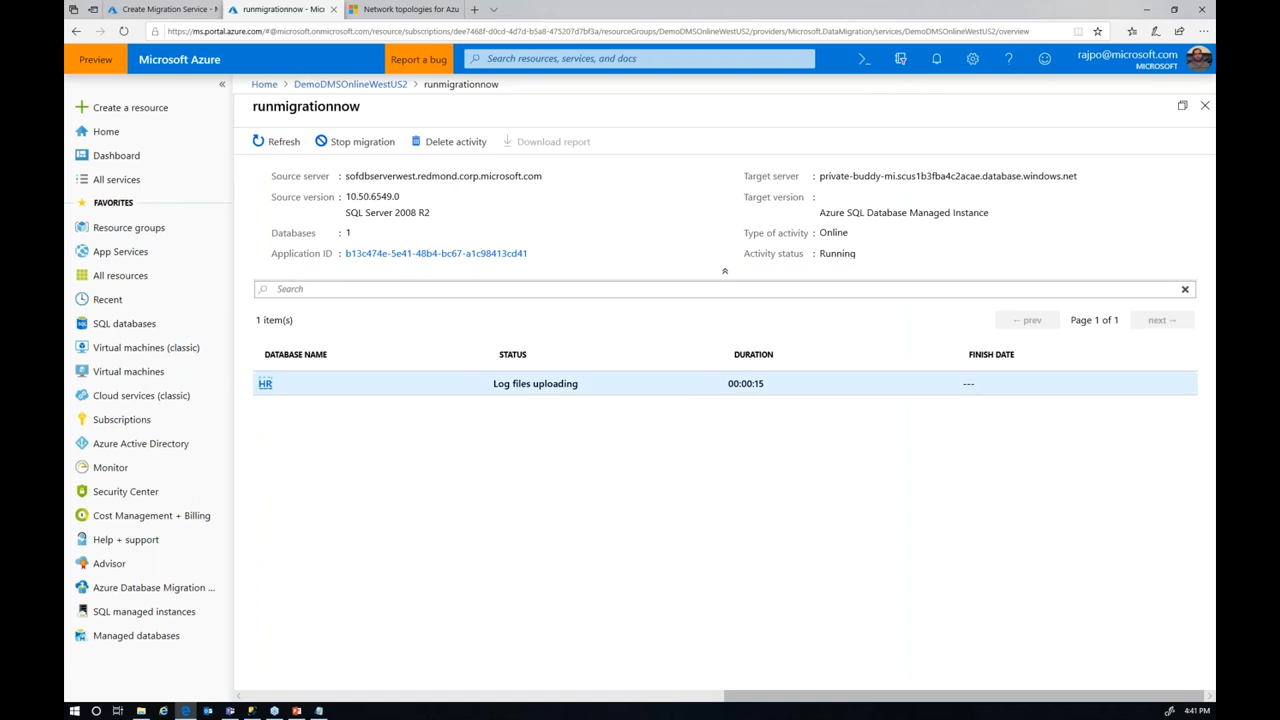 Create Migration Service - M
runmigrationnow - Micr
Network topologies for Azu
https://ms.portal.azure.com/#@microsoft.onmicrosoft.com/resource/subscriptions/dee7468f-d0cd-4d7d-b5a8-475207d7bf3a/resourceGroups/DemoDMSOnlineWestUS2/providers/Microsoft.DataMigration/services/DemoDMSOnlineWestUS2/overview
Preview
Microsoft Azure
Report a bug
Search resources, services, and docs
rajpo@microsoft.com
MICROSOFT
Create a resource
Home
Dashboard
All services
FAVORITES
Resource groups
App Services
All resources
Recent
SQL databases
Virtual machines (classic)
Virtual machines
Cloud services (classic)
Subscriptions
Azure Active Directory
Monitor
Security Center
Cost Management + Billing
Help + support
Advisor
Azure Database Migration ...
SQL managed instances
Managed databases
Home > DemoDMSOnlineWestUS2 > runmigrationnow
runmigrationnow
Refresh Stop migration Delete activity Download report
Source server : sofdbserverwest.redmond.corp.microsoft.com
Source version : 10.50.6549.0
SQL Server 2008 R2
Databases : 1
Application ID : b13c474e-5e41-48b4-bc67-a1c98413cd41
Target server : private-buddy-mi.scus1b3fba4c2acae.database.windows.net
Target version :
Azure SQL Database Managed Instance
Type of activity : Online
Activity status : Running
Search
1 item(s)
← prev Page 1 of 1 next →
DATABASE NAME STATUS DURATION FINISH DATE
HR Log files uploading 00:00:15 ---
4:41 PM